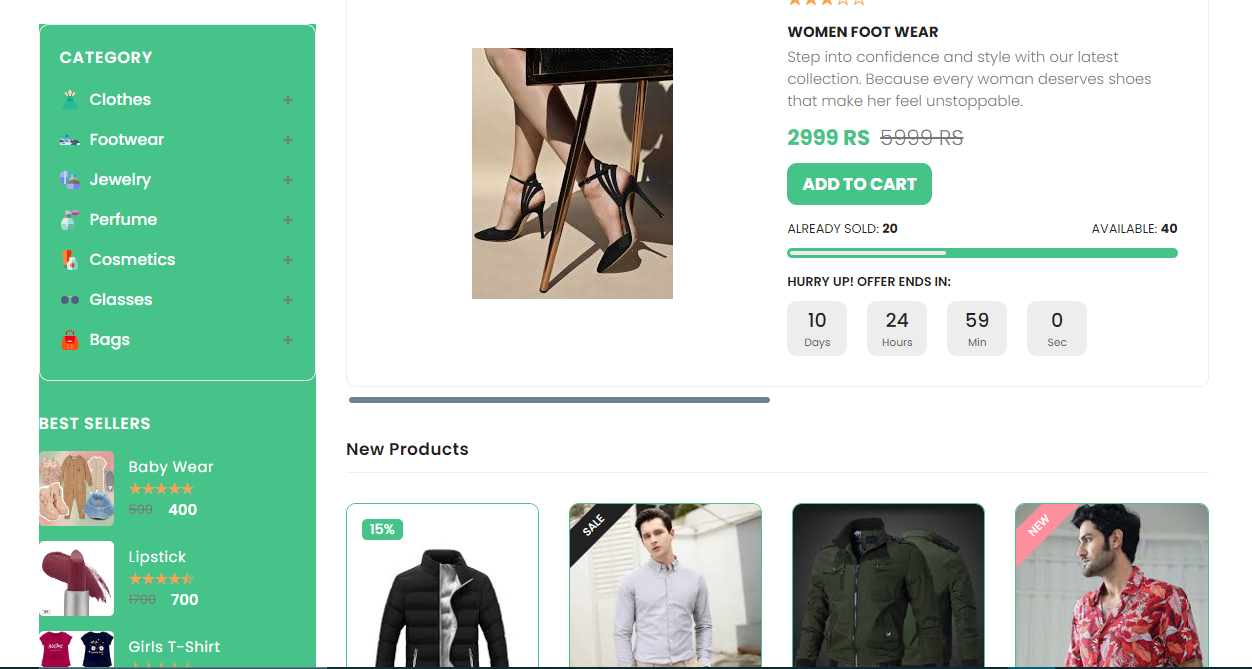 CATEGORY
Clothes +
Footwear +
Jewelry +
Perfume +
Cosmetics +
Glasses +
Bags +
BEST SELLERS
Baby Wear
500 400
Lipstick
1700 700
Girls T-Shirt
WOMEN FOOT WEAR
Step into confidence and style with our latest
collection. Because every woman deserves shoes
that make her feel unstoppable.
2999 RS 5999 RS
ADD TO CART
ALREADY SOLD: 20 AVAILABLE: 40
HURRY UP! OFFER ENDS IN:
10 24 59 0
Days Hours Min Sec
New Products
15%
SALE
NEW